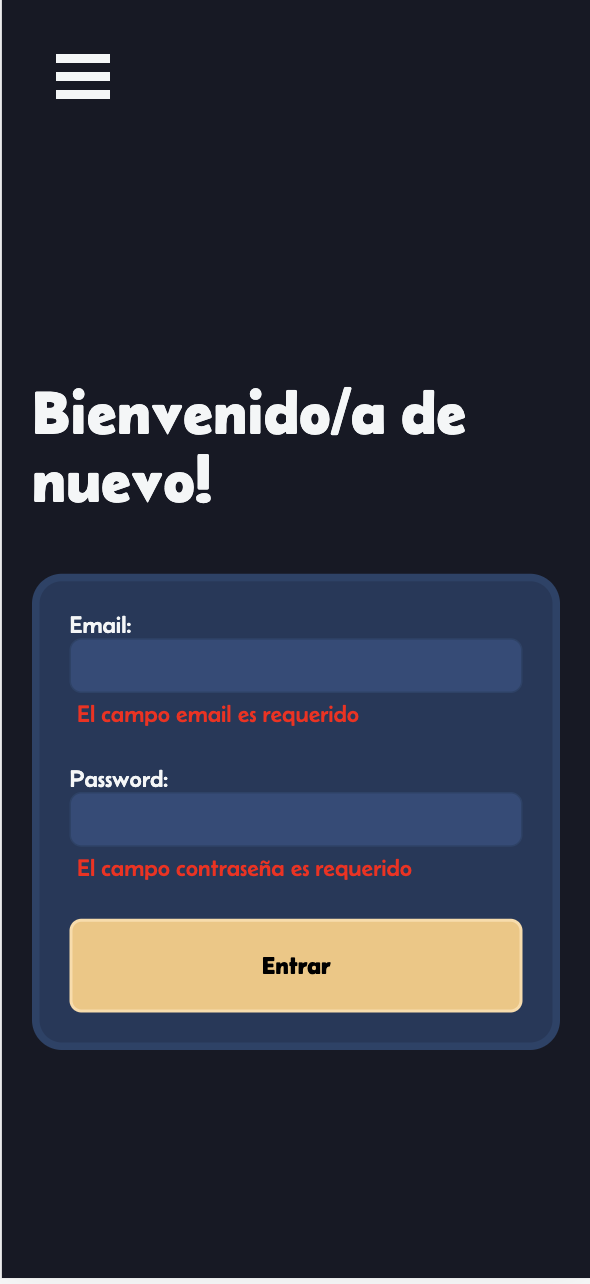 Bienvenido/a de
nuevo!
Email:
El campo email es requerido
Password:
El campo contraseña es requerido
Entrar